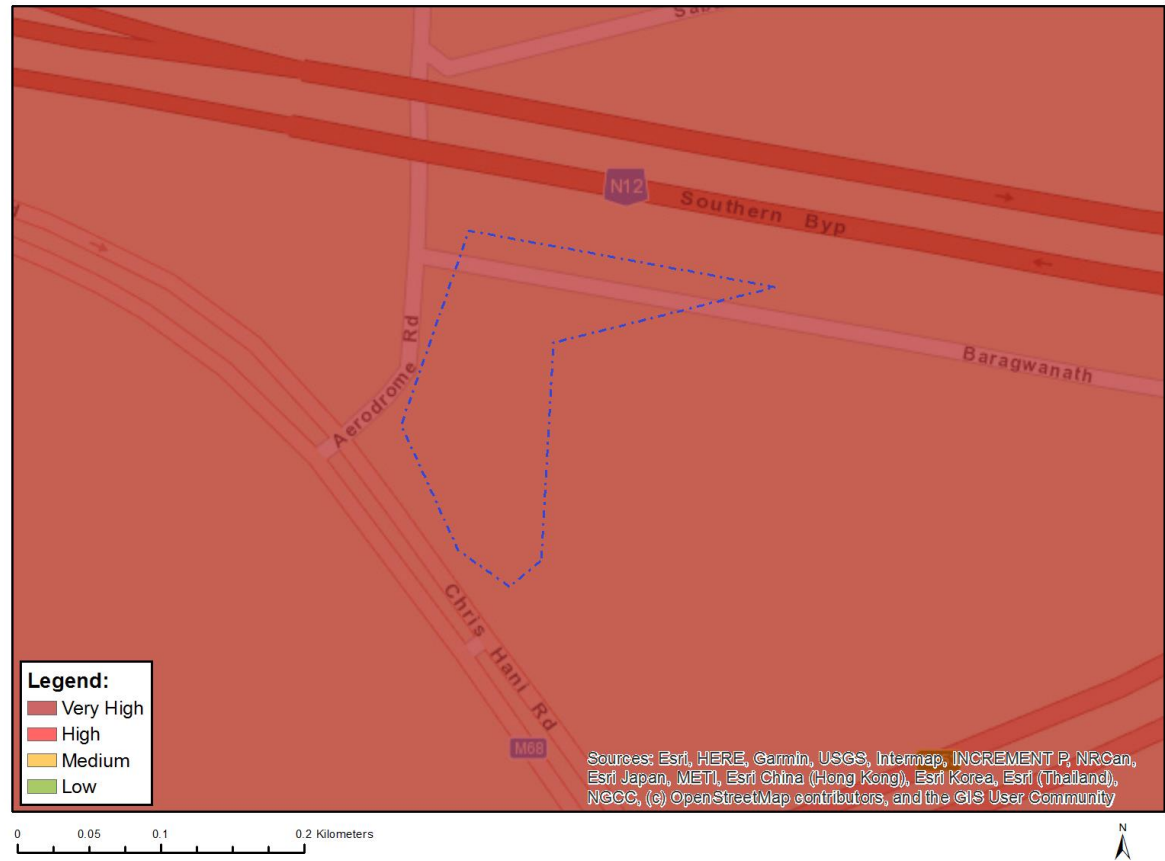 Sab
N12
Southern Byp
Aerodrome Rd
Baragwanath
Chris Hani Rd
M68
Legend:
Very High
High
Medium
Low
Sources: Esri, HERE, Garmin, USGS, Intermap, INCREMENT P, NRCan,
Esri Japan, METI, Esri China (Hong Kong), Esri Korea, Esri (Thailand),
NGCC, (c) OpenStreetMap contributors, and the GIS User Community
0 0.05 0.1 0.2 Kilometers
N